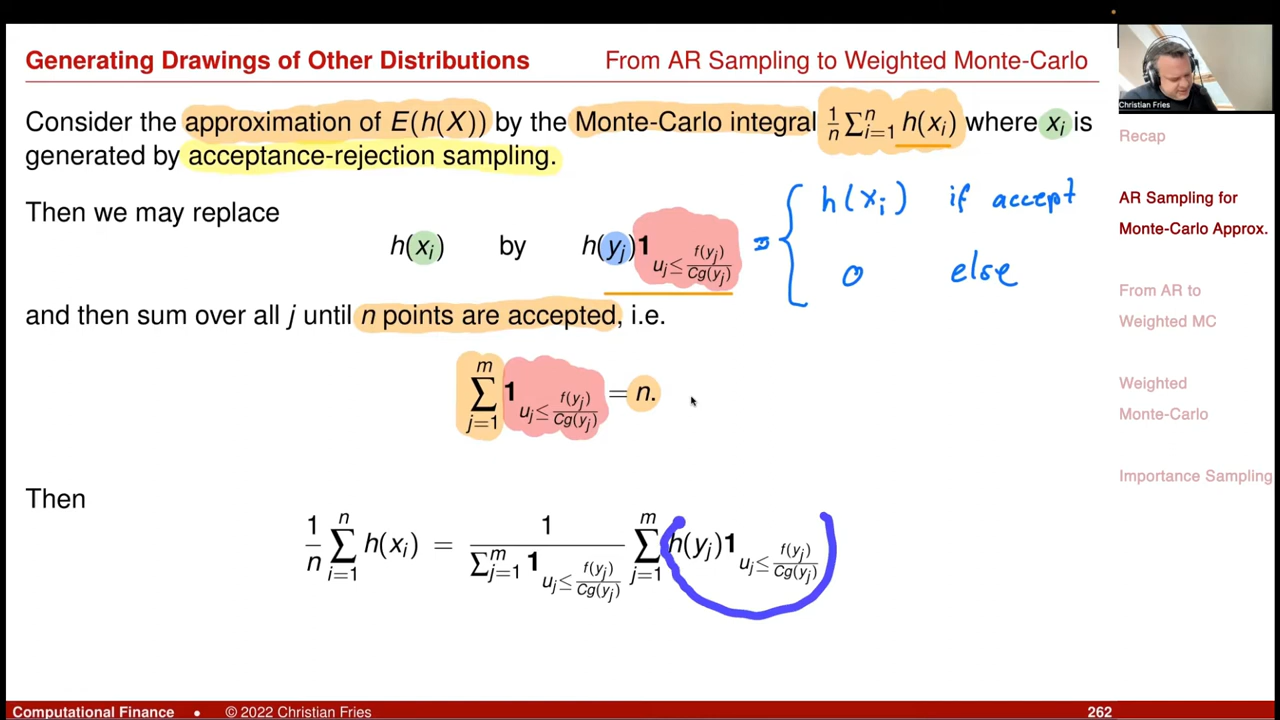 Generating Drawings of Other Distributions From AR Sampling to Weighted Monte-Carlo
Christian Fries
Consider the approximation of E(h(X)) by the Monte-Carlo integral 1/n ∑_{i=1}^{n} h(x_i) where x_i is
generated by acceptance-rejection sampling.
Then we may replace
h(x_i) by h(y_j) 1_{u_j ≤ f(y_j)/Cg(y_j)} = { h(x_i) if accept
0 else
and then sum over all j until n points are accepted, i.e.
∑_{j=1}^{m} 1_{u_j ≤ f(y_j)/Cg(y_j)} = n.
Then
1/n ∑_{i=1}^{n} h(x_i) = 1/(∑_{j=1}^{m} 1_{u_j ≤ f(y_j)/Cg(y_j)}) ∑_{j=1}^{m} h(y_j) 1_{u_j ≤ f(y_j)/Cg(y_j)}
Recap
AR Sampling for
Monte-Carlo Approx.
From AR to
Weighted MC
Weighted
Monte-Carlo
Importance Sampling
Computational Finance • © 2022 Christian Fries 262